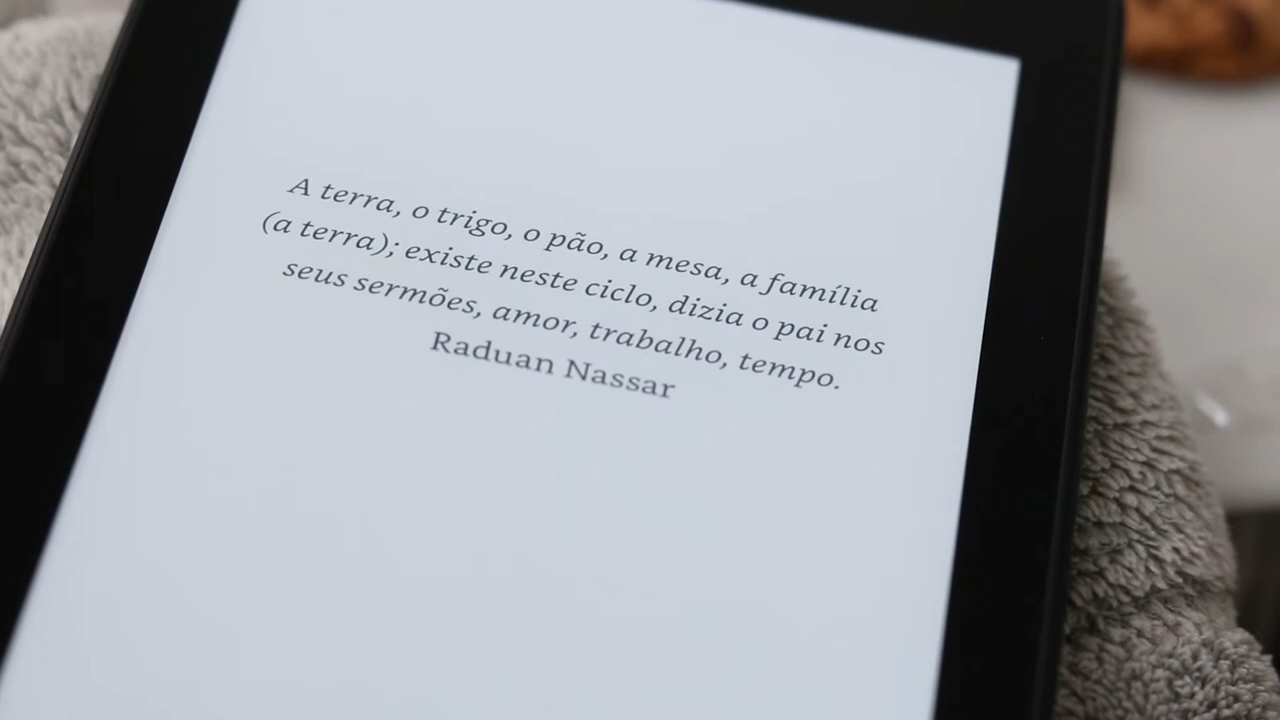 A terra, o trigo, o pão, a mesa, a família
(a terra); existe neste ciclo, dizia o pai nos
seus sermões, amor, trabalho, tempo.
Raduan Nassar